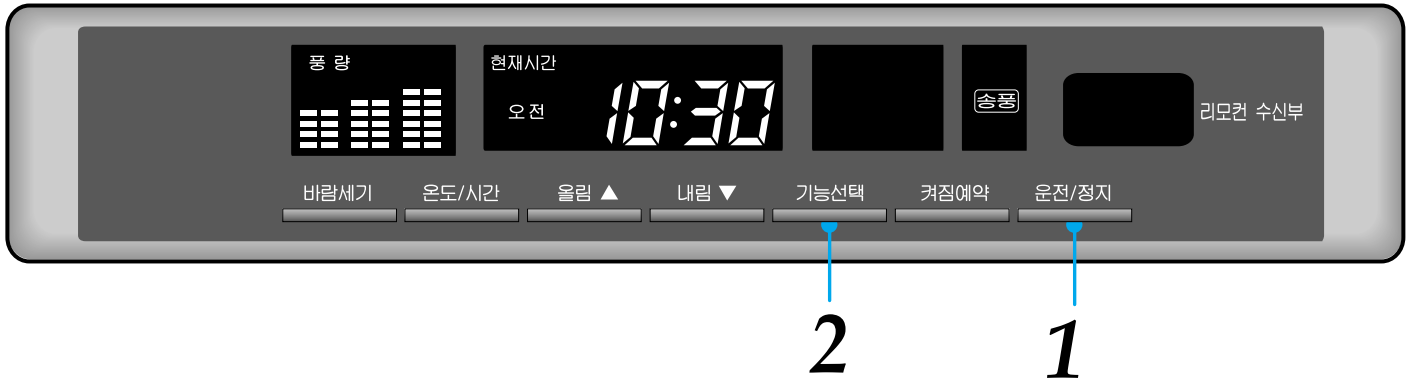 풍 량
현재시간
오전 10:30
송풍
리모컨 수신부
바람세기 온도/시간 올림 ▲ 내림 ▼ 기능선택 켜짐예약 운전/정지
2 1